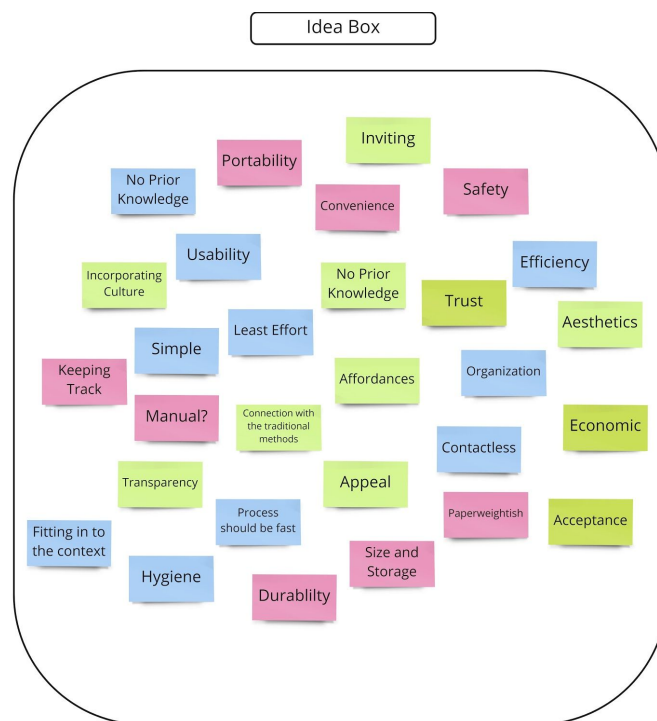 Idea Box
Inviting
Portability
No Prior
Knowledge
Convenience
Safety
Usability
Efficiency
Incorporating
Culture
No Prior
Knowledge
Trust
Aesthetics
Least Effort
Simple
Keeping
Track
Affordances
Organization
Manual?
Connection with
the traditional
methods
Economic
Contactless
Transparency
Appeal
Process
should be fast
Paperweightish
Acceptance
Fitting in to
the context
Hygiene
Size and
Storage
Durablilty